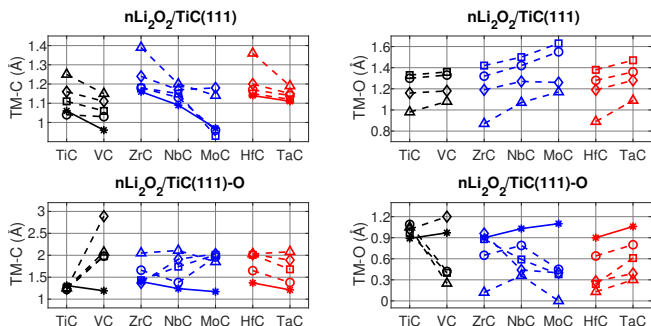 nLi₂O₂/TiC(111)
TM-C (Å)
1.4
1.3
1.2
1.1
1
TiC VC ZrC NbC MoC HfC TaC
nLi₂O₂/TiC(111)
TM-O (Å)
1.6
1.4
1.2
1
0.8
TiC VC ZrC NbC MoC HfC TaC
nLi₂O₂/TiC(111)-O
TM-C (Å)
3
2.5
2
1.5
1
TiC VC ZrC NbC MoC HfC TaC
nLi₂O₂/TiC(111)-O
TM-O (Å)
1.2
0.9
0.6
0.3
0
TiC VC ZrC NbC MoC HfC TaC